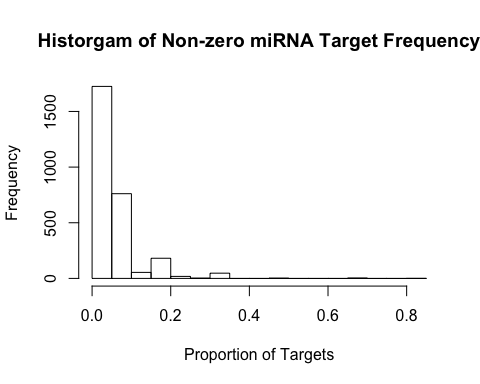 Historgam of Non-zero miRNA Target Frequency
Frequency
1500
1000
500
0
0.0 0.2 0.4 0.6 0.8
Proportion of Targets